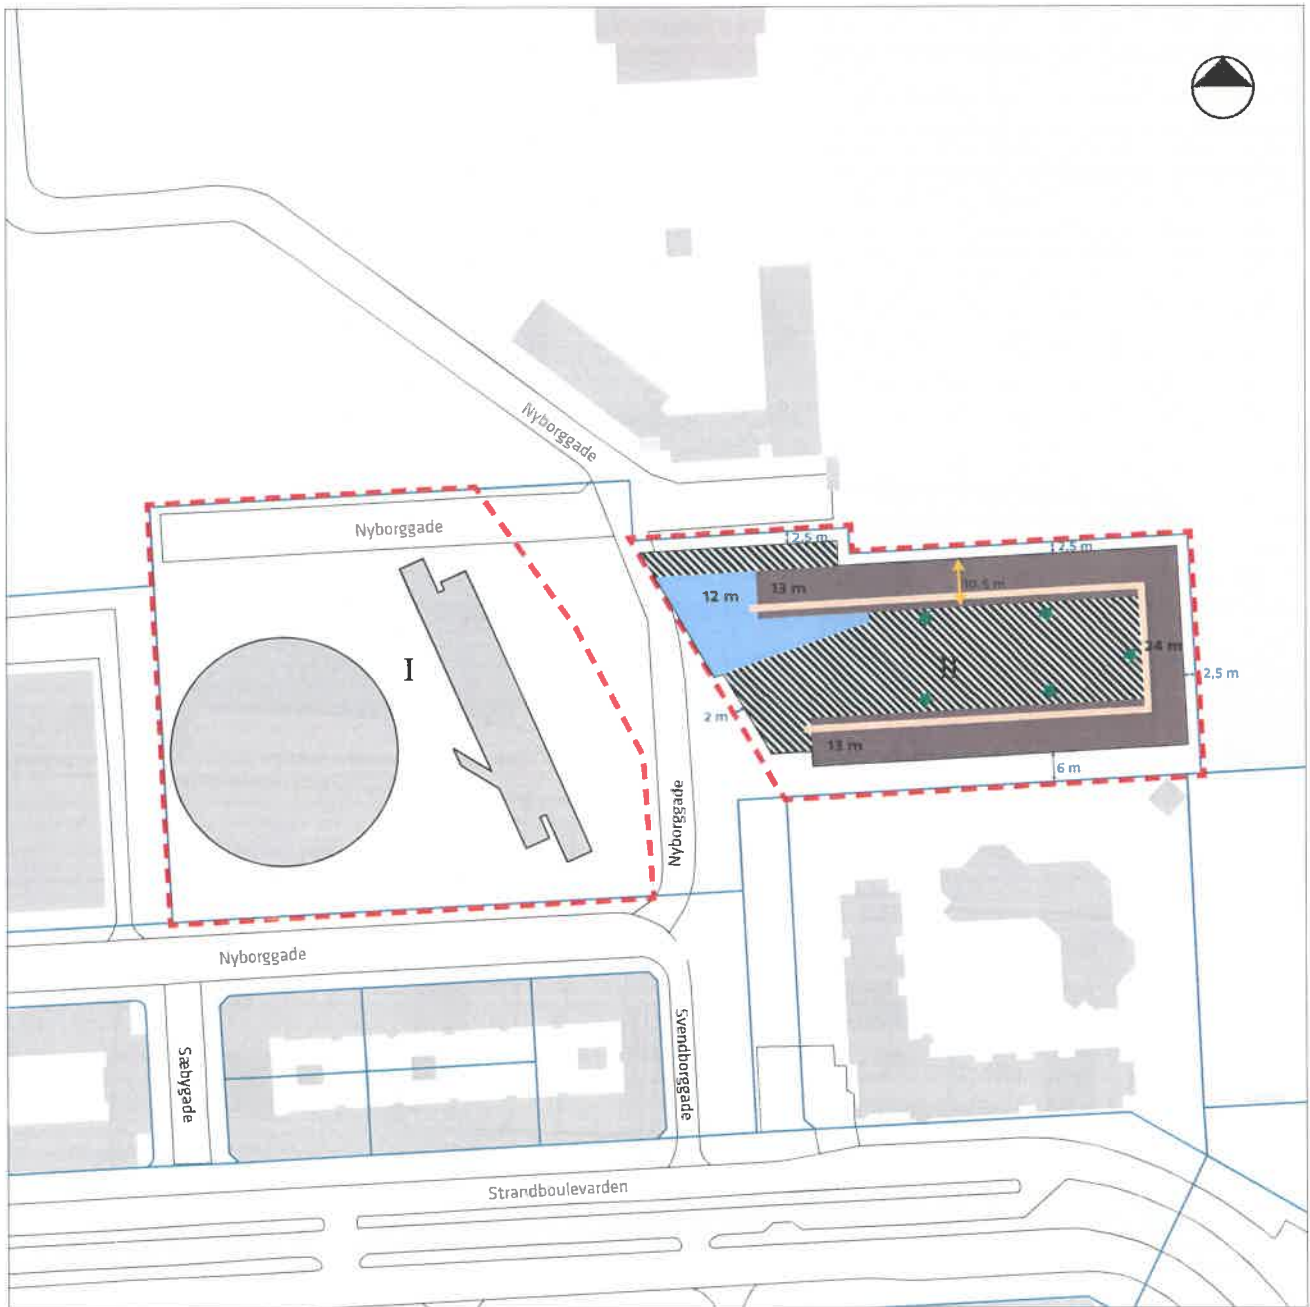 Nyborggade
Nyborggade
2,5 m
2,5 m
12 m
13 m
10,5 m
I
II
24 m
2,5 m
2 m
13 m
6 m
Nyborggade
Nyborggade
Sæbygade
Svendborggade
Strandboulevarden